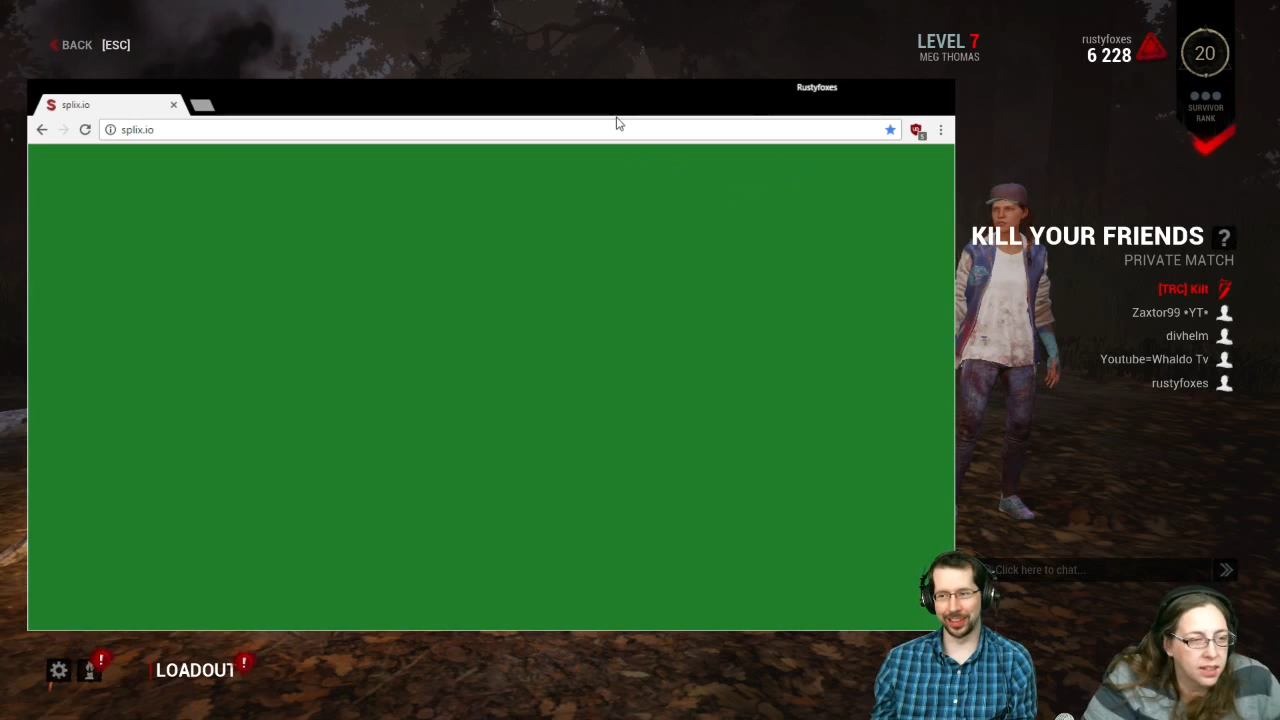 BACK [ESC]
LEVEL 7
MEG THOMAS
rustyfoxes
6 228
20
SURVIVOR
RANK
Rustyfoxes
splix.io
splix.io
KILL YOUR FRIENDS ?
PRIVATE MATCH
[TRC] Kilt
Zaxtor99 •YT•
divhelm
Youtube=Whaldo Tv
rustyfoxes
Click here to chat...
LOADOUT